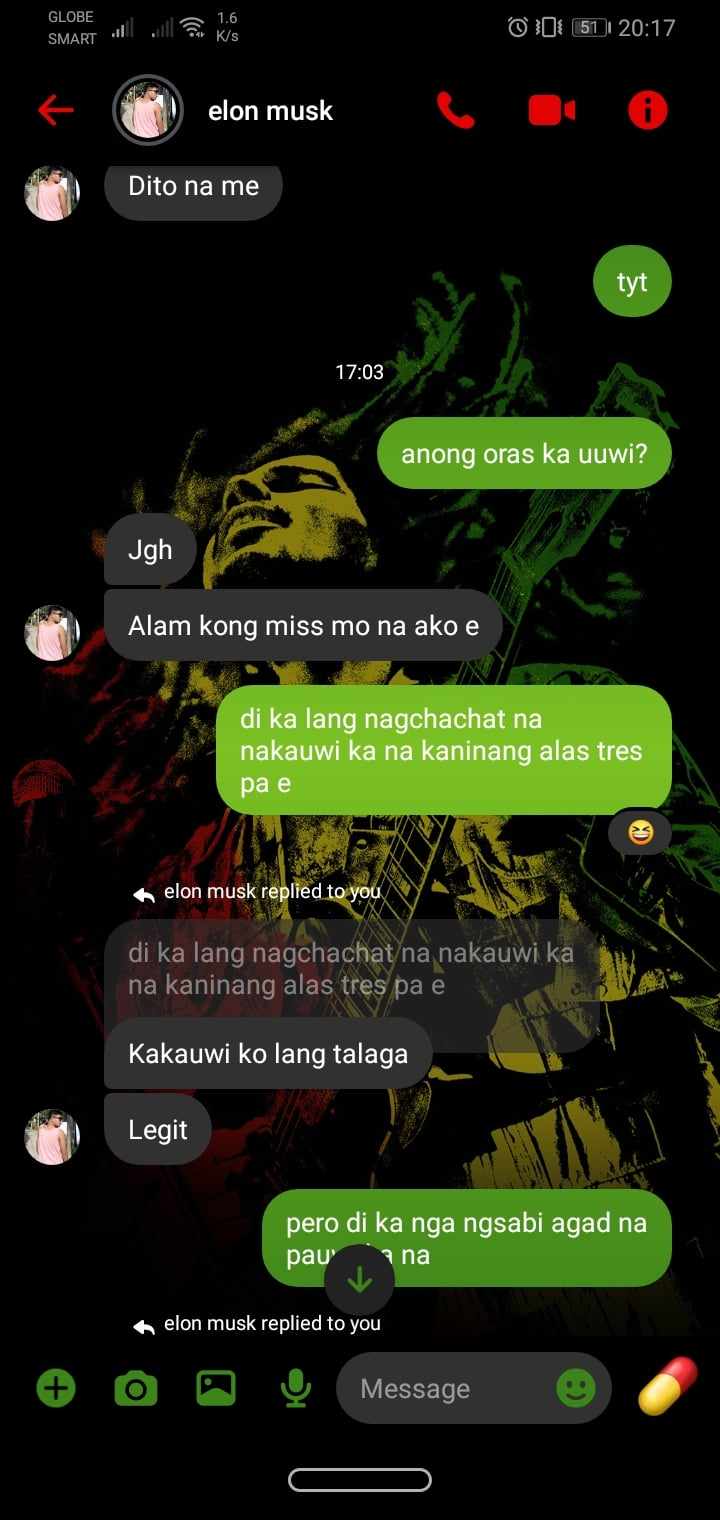 GLOBE
SMART
1.6
K/s
51
20:17
elon musk
Dito na me
tyt
17:03
anong oras ka uuwi?
Jgh
Alam kong miss mo na ako e
di ka lang nagchachat na
nakauwi ka na kaninang alas tres
pa e
elon musk replied to you
di ka lang nagchachat na nakauwi ka
na kaninang alas tres pa e
Kakauwi ko lang talaga
Legit
pero di ka nga ngsabi agad na
na
elon musk replied to you
Message